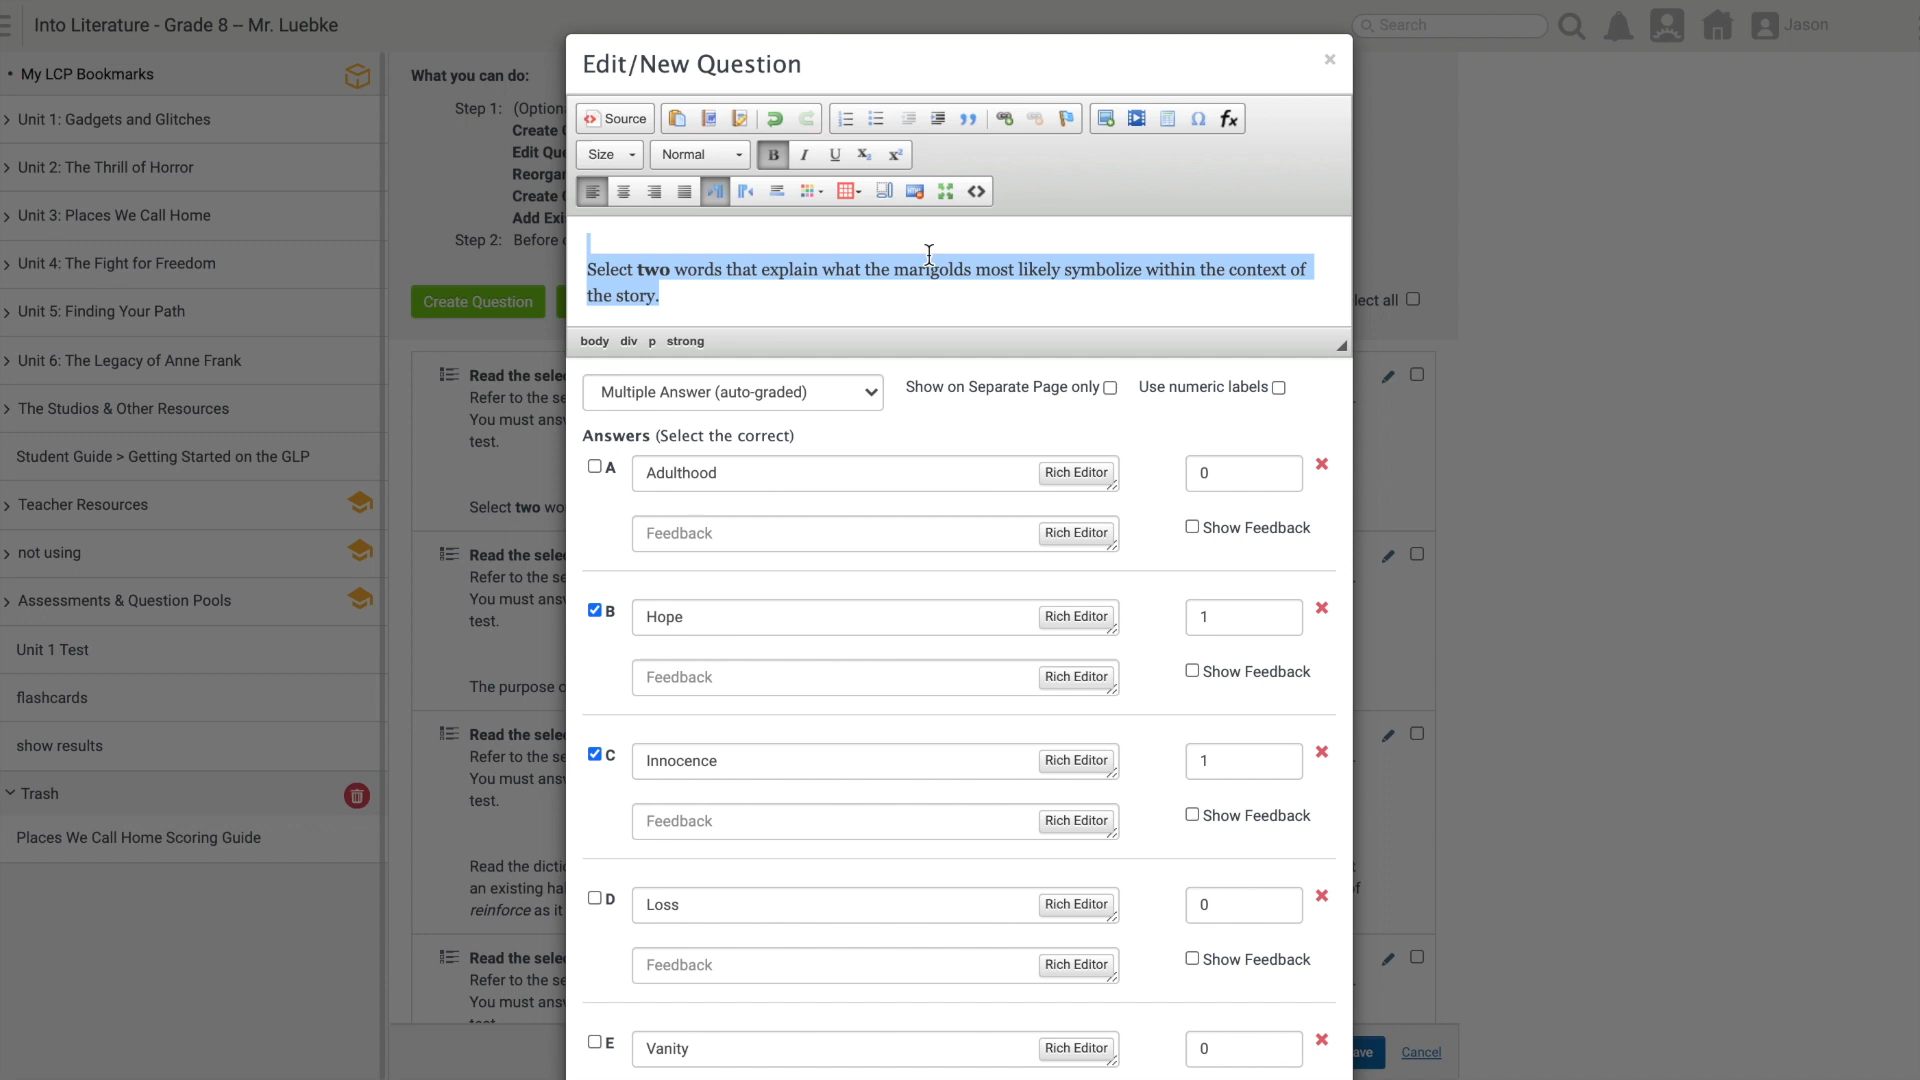 Into Literature - Grade 8 -- Mr. Luebke
Search
Jason
• My LCP Bookmarks
Unit 1: Gadgets and Glitches
Unit 2: The Thrill of Horror
Unit 3: Places We Call Home
Unit 4: The Fight for Freedom
Unit 5: Finding Your Path
Unit 6: The Legacy of Anne Frank
The Studios & Other Resources
Student Guide > Getting Started on the GLP
Teacher Resources
not using
Assessments & Question Pools
Unit 1 Test
flashcards
show results
Trash
Places We Call Home Scoring Guide
What you can do:
Step 1: (Option
Create
Edit Que
Reorgan
Create
Add Exi
Step 2: Before
Create Question
lect all
Read the sele
Refer to the se
You must ans
test.
Select two wo
Read the sele
Refer to the se
You must ans
test.
The purpose o
Read the sele
Refer to the se
You must ans
test.
Read the dicti
an existing ha
of
reinforce as it
Read the sele
Refer to the se
You must ans
test.
ave
Cancel
Edit/New Question
×
Source
Ω
fx
Size
Normal
B
I
U
X₂
X²
Select two words that explain what the marigolds most likely symbolize within the context of
the story.
body div p strong
Multiple Answer (auto-graded)
Show on Separate Page only
Use numeric labels
Answers (Select the correct)
A
Adulthood
Rich Editor
0
Feedback
Rich Editor
Show Feedback
B
Hope
Rich Editor
1
Feedback
Rich Editor
Show Feedback
C
Innocence
Rich Editor
1
Feedback
Rich Editor
Show Feedback
D
Loss
Rich Editor
0
Feedback
Rich Editor
Show Feedback
E
Vanity
Rich Editor
0